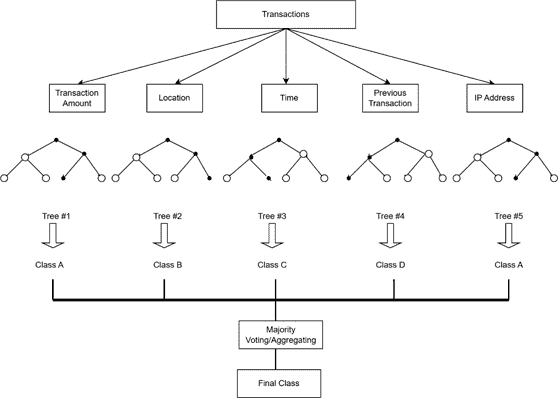 Transactions
Transaction
Amount
Location
Time
Previous
Transaction
IP Address
Tree #1
Tree #2
Tree #3
Tree #4
Tree #5
Class A
Class B
Class C
Class D
Class A
Majority
Voting/Aggregating
Final Class